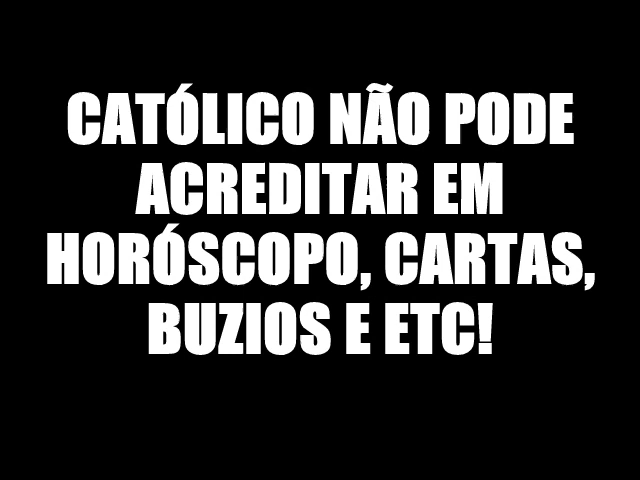 CATÓLICO NÃO PODE
ACREDITAR EM
HORÓSCOPO, CARTAS,
BUZIOS E ETC!